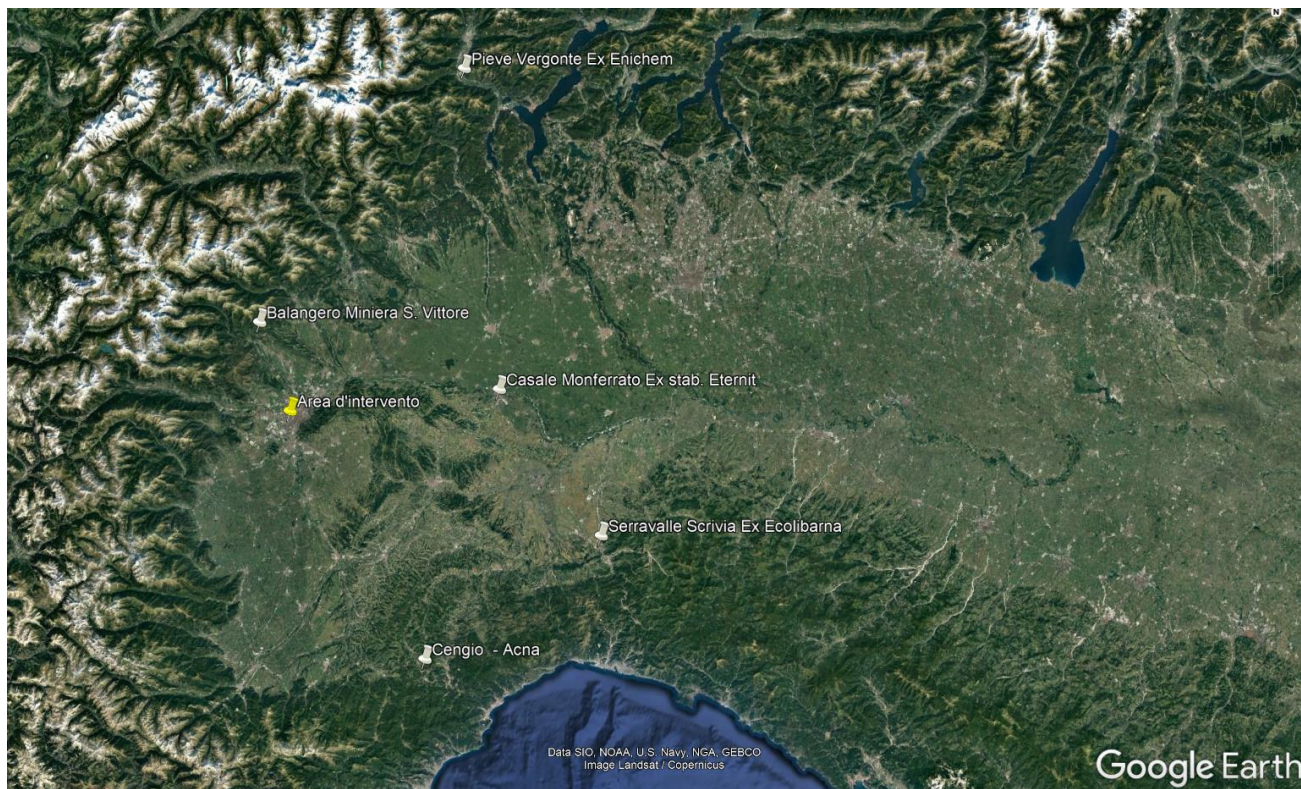 N
Pieve Vergonte Ex Enichem
Balangero Miniera S. Vittore
Casale Monferrato Ex stab. Eternit
Area d'intervento
Serravalle Scrivia Ex Ecolibarna
Cengio - Acna
Data SIO, NOAA, U.S. Navy, NGA, GEBCO
Image Landsat / Copernicus
Google Earth